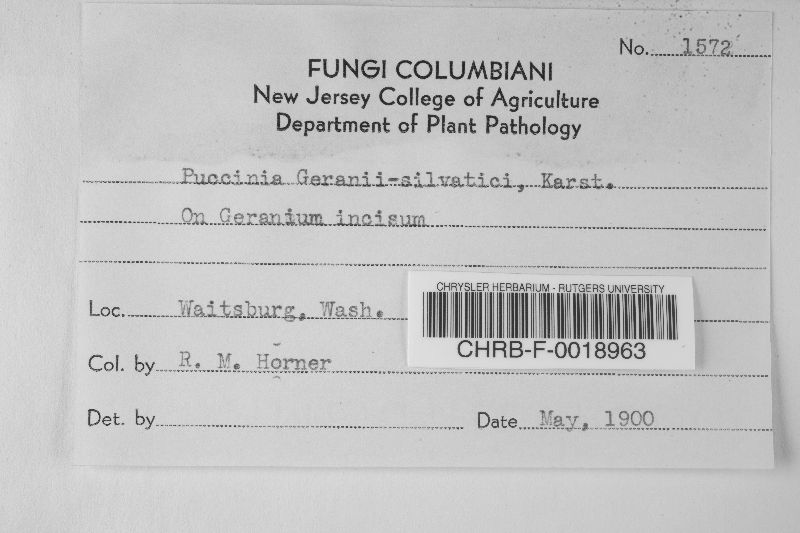 No. 1572
FUNGI COLUMBIANI
New Jersey College of Agriculture
Department of Plant Pathology
Puccinia Geranii-silvatici, Karst.
On Geranium incisum
Loc. Waitsburg, Wash.
CHRYSLER HERBARIUM - RUTGERS UNIVERSITY
CHRB-F-0018963
Col. by R. M. Horner
Det. by
Date May, 1900